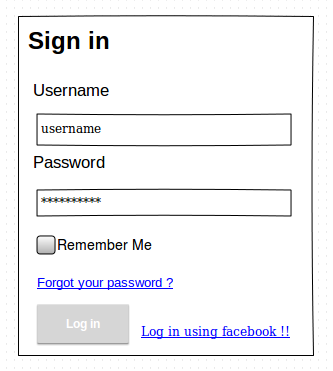 Sign in
Username
username
Password
**********
Remember Me
Forgot your password ?
Log in
Log in using facebook !!